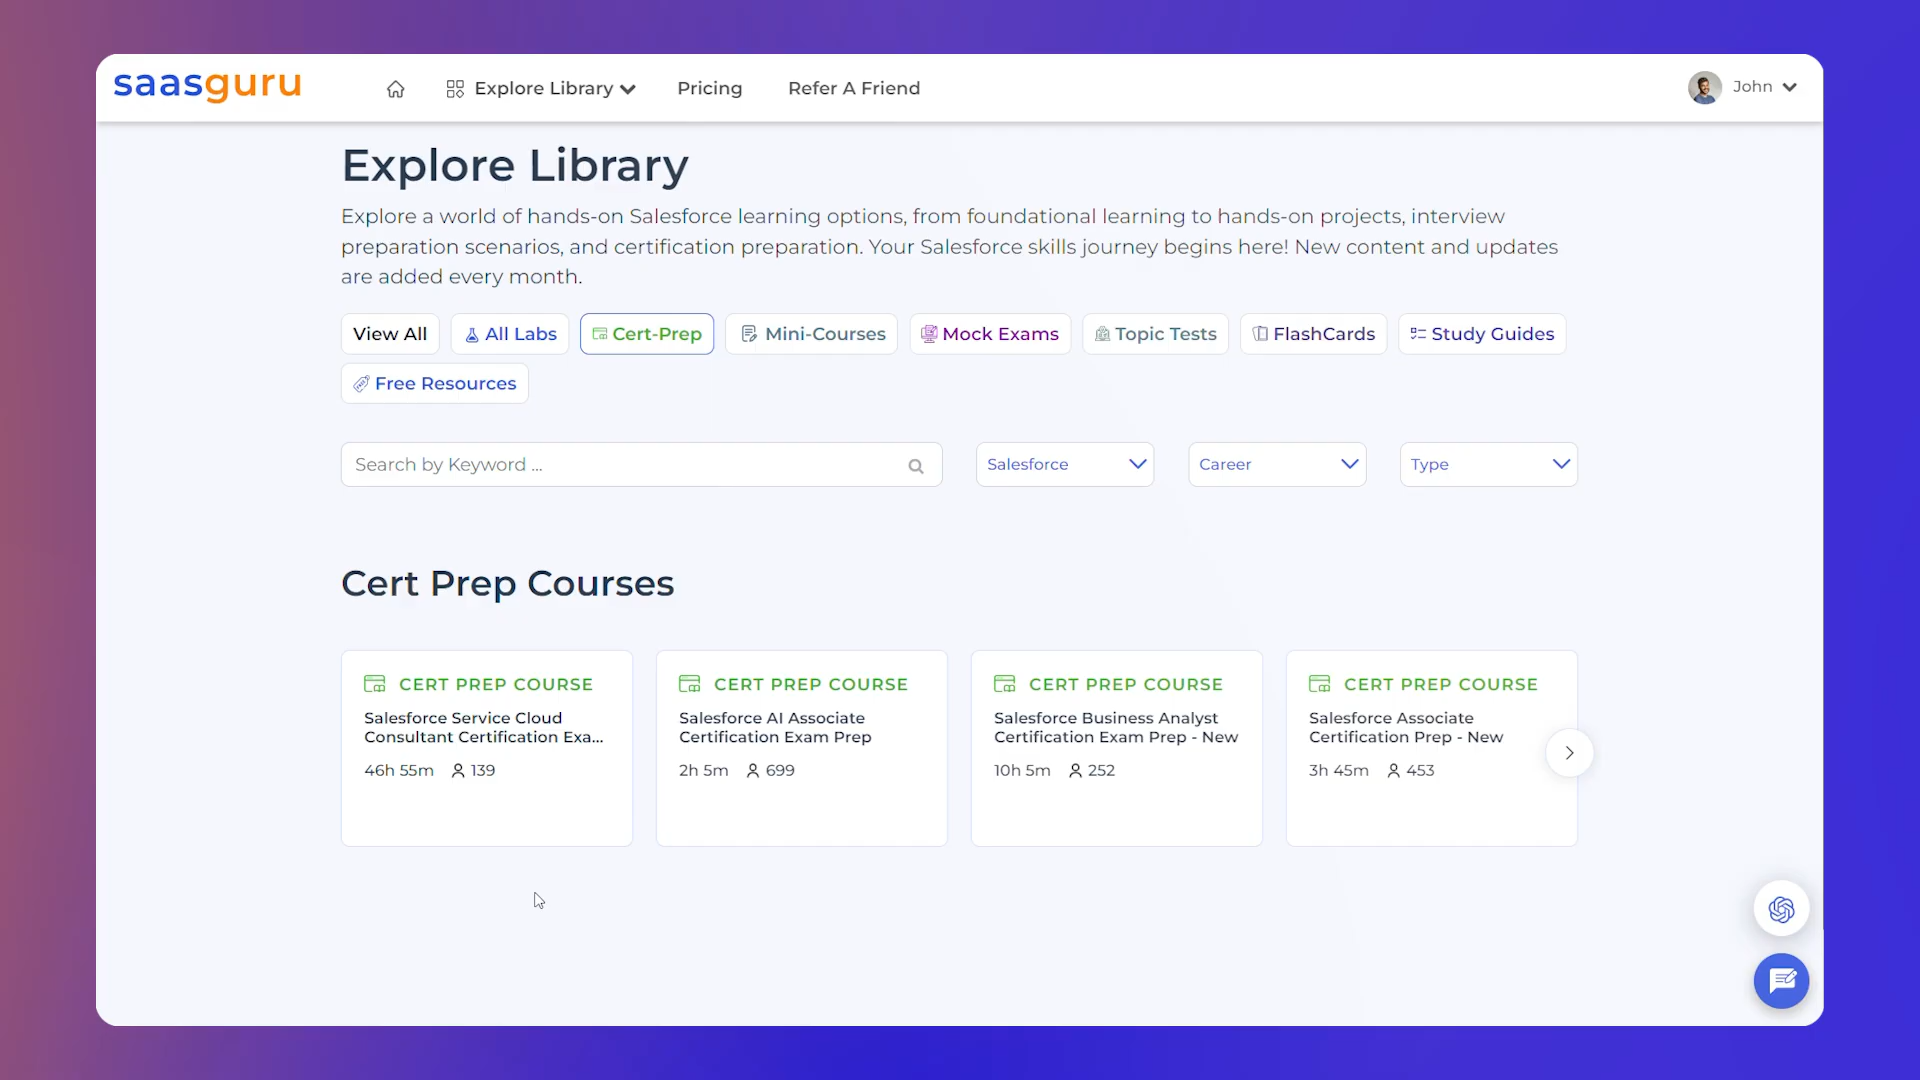 saasguru
Explore Library
Pricing
Refer A Friend
John
Explore Library
Explore a world of hands-on Salesforce learning options, from foundational learning to hands-on projects, interview
preparation scenarios, and certification preparation. Your Salesforce skills journey begins here! New content and updates
are added every month.
View All
All Labs
Cert-Prep
Mini-Courses
Mock Exams
Topic Tests
FlashCards
Study Guides
Free Resources
Search by Keyword ...
Salesforce
Career
Type
Cert Prep Courses
CERT PREP COURSE
Salesforce Service Cloud
Consultant Certification Exa...
46h 55m 139
CERT PREP COURSE
Salesforce AI Associate
Certification Exam Prep
2h 5m 699
CERT PREP COURSE
Salesforce Business Analyst
Certification Exam Prep - New
10h 5m 252
CERT PREP COURSE
Salesforce Associate
Certification Prep - New
3h 45m 453